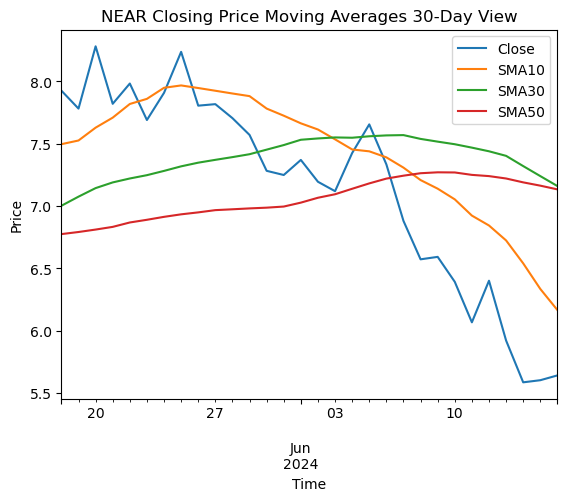 NEAR Closing Price Moving Averages 30-Day View
Close
SMA10
SMA30
SMA50
Price
8.0
7.5
7.0
6.5
6.0
5.5
20 27 03 10
Jun
2024
Time